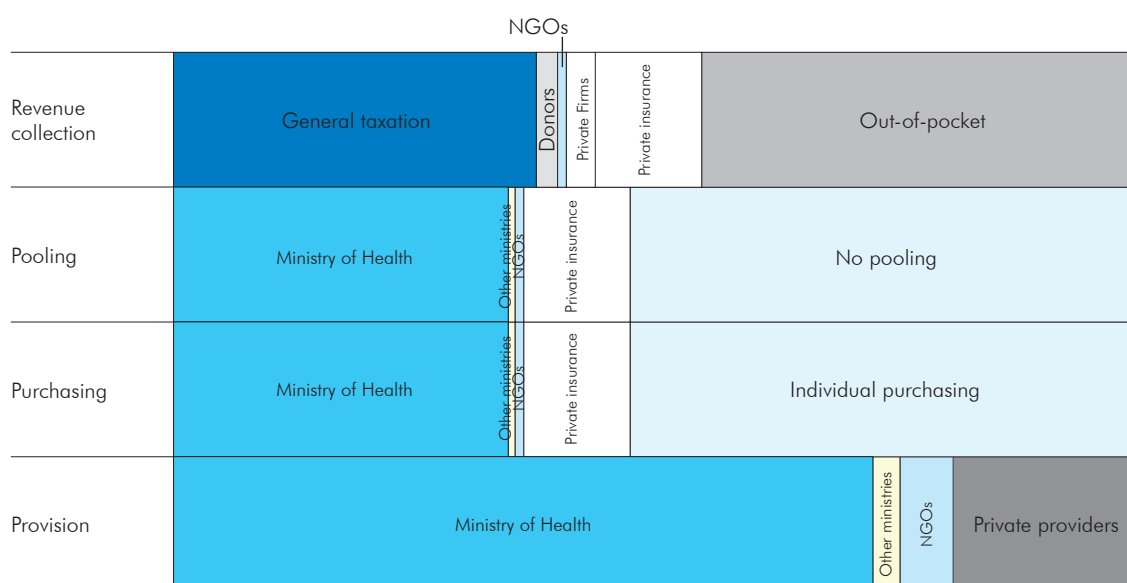 NGOs
Revenue
collection
General taxation
Donors
Private Firms
Private insurance
Out-of-pocket
Pooling
Ministry of Health
Other ministries
NGOs
Private insurance
No pooling
Purchasing
Ministry of Health
Other ministries
NGOs
Private insurance
Individual purchasing
Provision
Ministry of Health
Other ministries
NGOs
Private providers